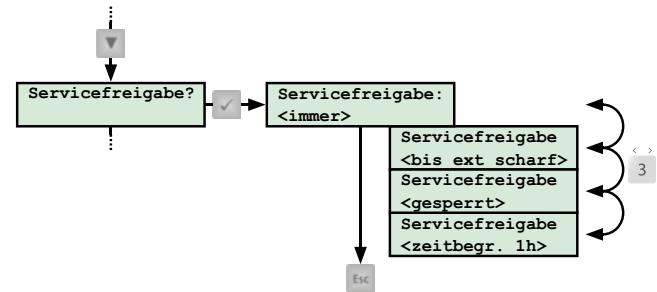 Servicefreigabe?
Servicefreigabe:
<immer>
Servicefreigabe
<bis ext scharf>
Servicefreigabe
<gesperrt>
Servicefreigabe
<zeitbegr. 1h>
< >
3
Esc